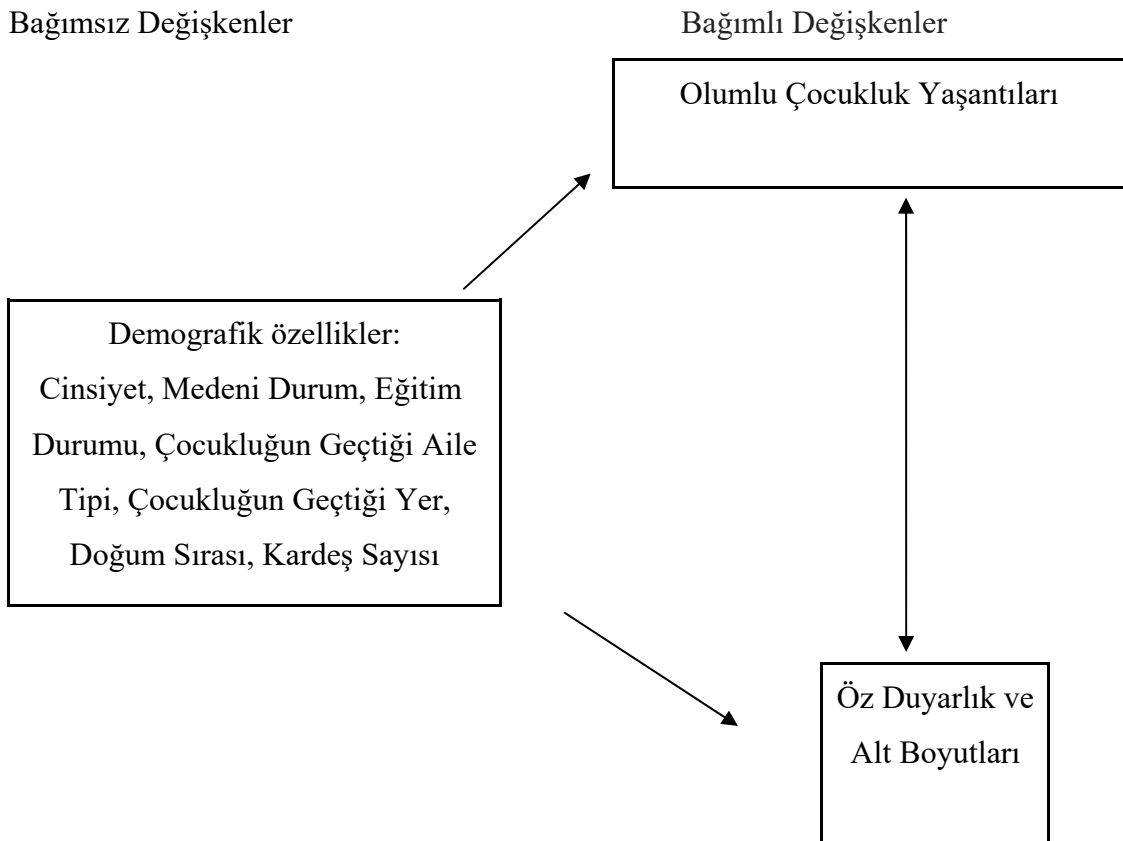 Bağımsız Değişkenler
Bağımlı Değişkenler
Olumlu Çocukluk Yaşantıları
Demografik özellikler:
Cinsiyet, Medeni Durum, Eğitim
Durumu, Çocukluğun Geçtiği Aile
Tipi, Çocukluğun Geçtiği Yer,
Doğum Sırası, Kardeş Sayısı
Öz Duyarlık ve
Alt Boyutları